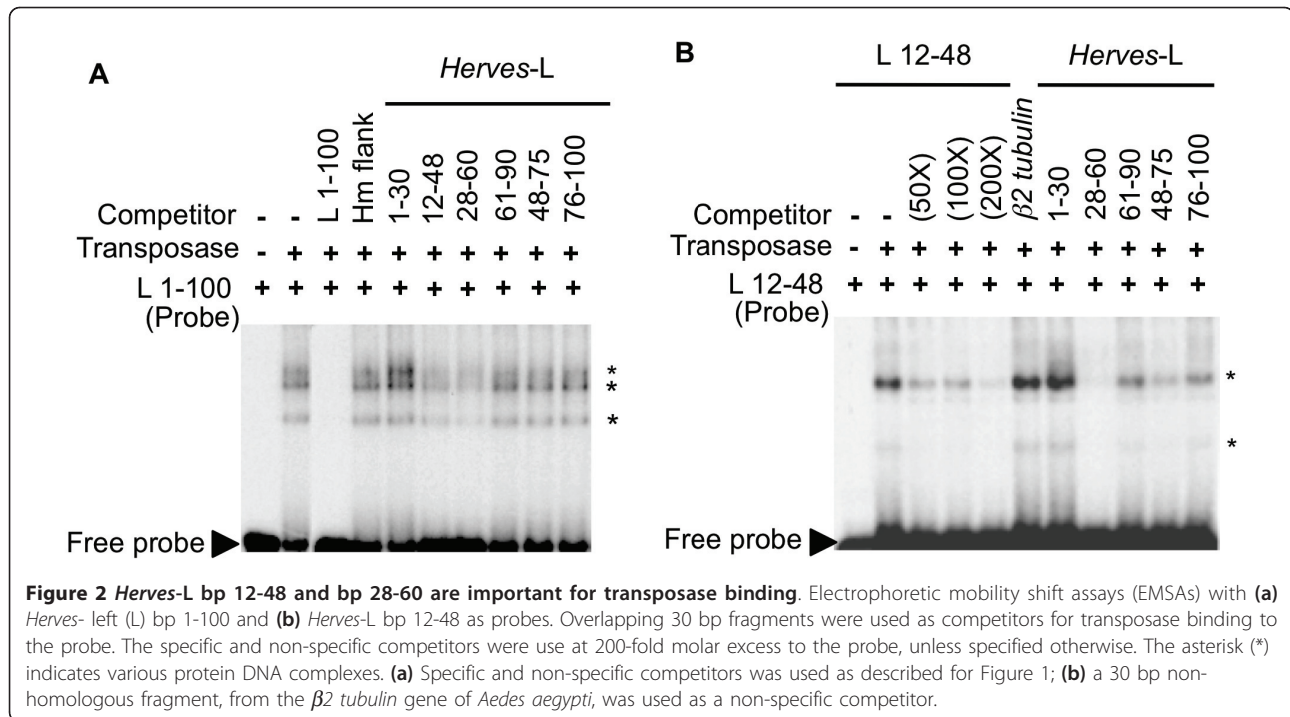 A
Herves-L
Competitor - - L 1-100 Hm flank 1-30 12-48 28-60 61-90 48-75 76-100
Transposase - + + + + + + + + +
L 1-100 + + + + + + + + + +
(Probe)
*
*
*
Free probe
B
L 12-48 Herves-L
Competitor - - (50X) (100X) (200X) β2 tubulin 1-30 28-60 61-90 48-75 76-100
Transposase - + + + + + + + + + +
L 12-48 + + + + + + + + + + +
(Probe)
*
*
Free probe
Figure 2 Herves-L bp 12-48 and bp 28-60 are important for transposase binding. Electrophoretic mobility shift assays (EMSAs) with (a)
Herves- left (L) bp 1-100 and (b) Herves-L bp 12-48 as probes. Overlapping 30 bp fragments were used as competitors for transposase binding to
the probe. The specific and non-specific competitors were use at 200-fold molar excess to the probe, unless specified otherwise. The asterisk (*)
indicates various protein DNA complexes. (a) Specific and non-specific competitors was used as described for Figure 1; (b) a 30 bp non-
homologous fragment, from the β2 tubulin gene of Aedes aegypti, was used as a non-specific competitor.